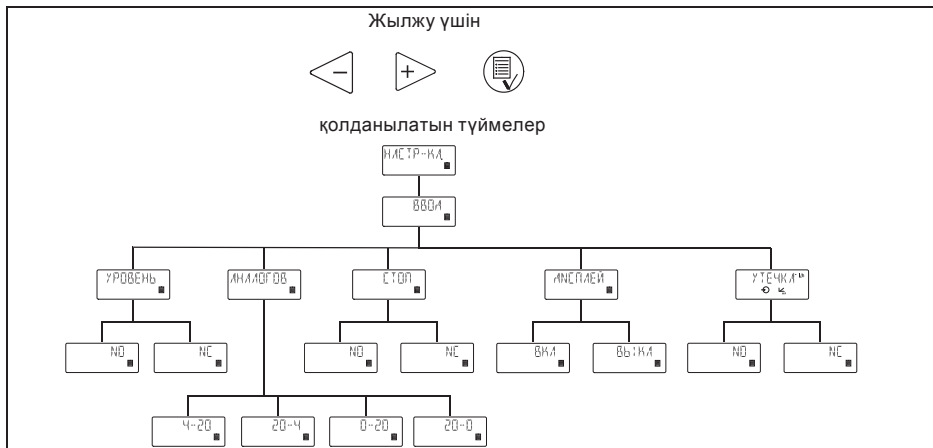 Жылжу үшін
қолданылатын түймелер
НАСТР-КА
ВВОД
УРОВЕНЬ
АНАЛОГОВ
СТОП
ДИСПЛЕЙ
УТЕЧКА
NO
NC
NO
NC
ВКЛ
ВЫКЛ
NO
NC
4-20
20-4
0-20
20-0